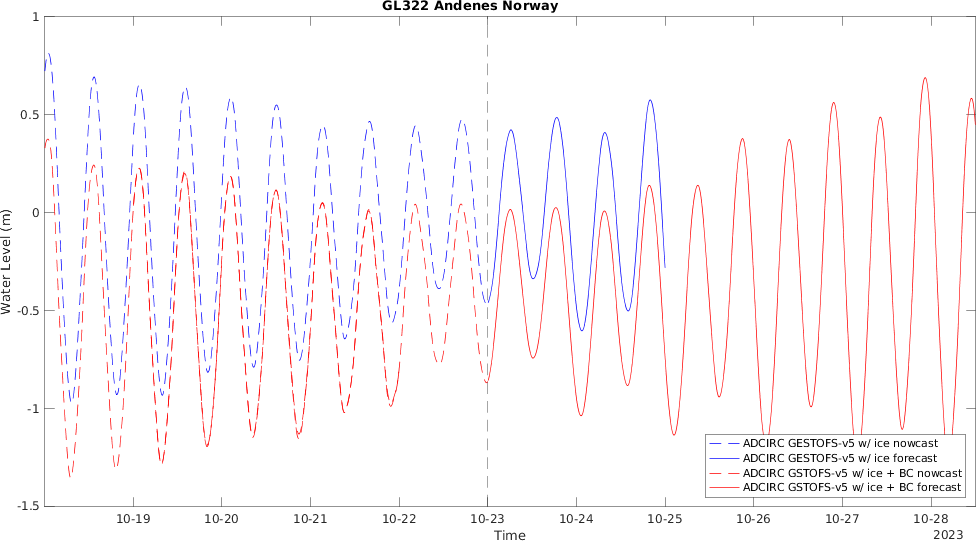 GL322 Andenes Norway
Water Level (m)
1
0.5
0
-0.5
-1
-1.5
10-19 10-20 10-21 10-22 10-23 10-24 10-25 10-26 10-27 10-28
Time
2023
ADCIRC GESTOFS-v5 w/ ice nowcast
ADCIRC GESTOFS-v5 w/ ice forecast
ADCIRC GSTOFS-v5 w/ ice + BC nowcast
ADCIRC GSTOFS-v5 w/ ice + BC forecast